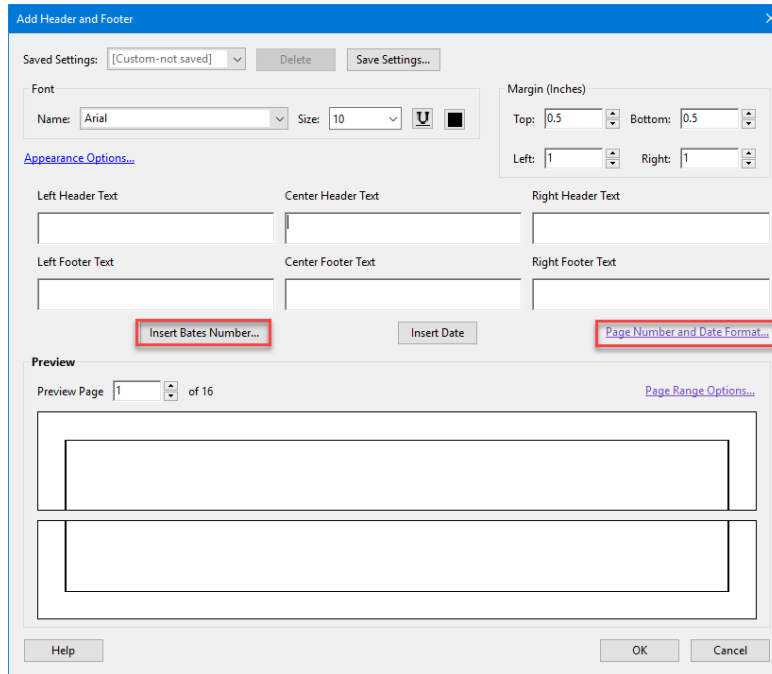 Add Header and Footer
Saved Settings: [Custom-not saved] Delete Save Settings...
Font
Margin (Inches)
Name: Arial Size: 10 U
Top: 0.5 Bottom: 0.5
Appearance Options...
Left: 1 Right: 1
Left Header Text Center Header Text Right Header Text
Left Footer Text Center Footer Text Right Footer Text
Insert Bates Number... Insert Date Page Number and Date Format...
Preview
Preview Page 1 of 16 Page Range Options...
Help OK Cancel